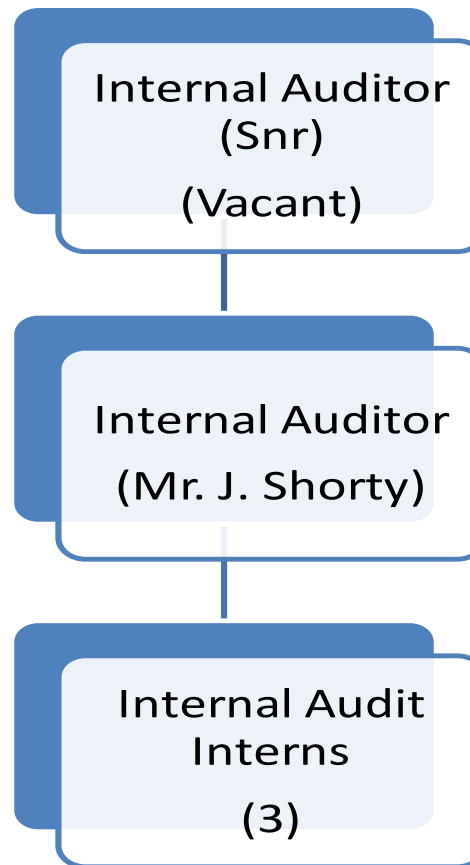 Internal Auditor
(Snr)
(Vacant)
Internal Auditor
(Mr. J. Shorty)
Internal Audit
Interns
(3)